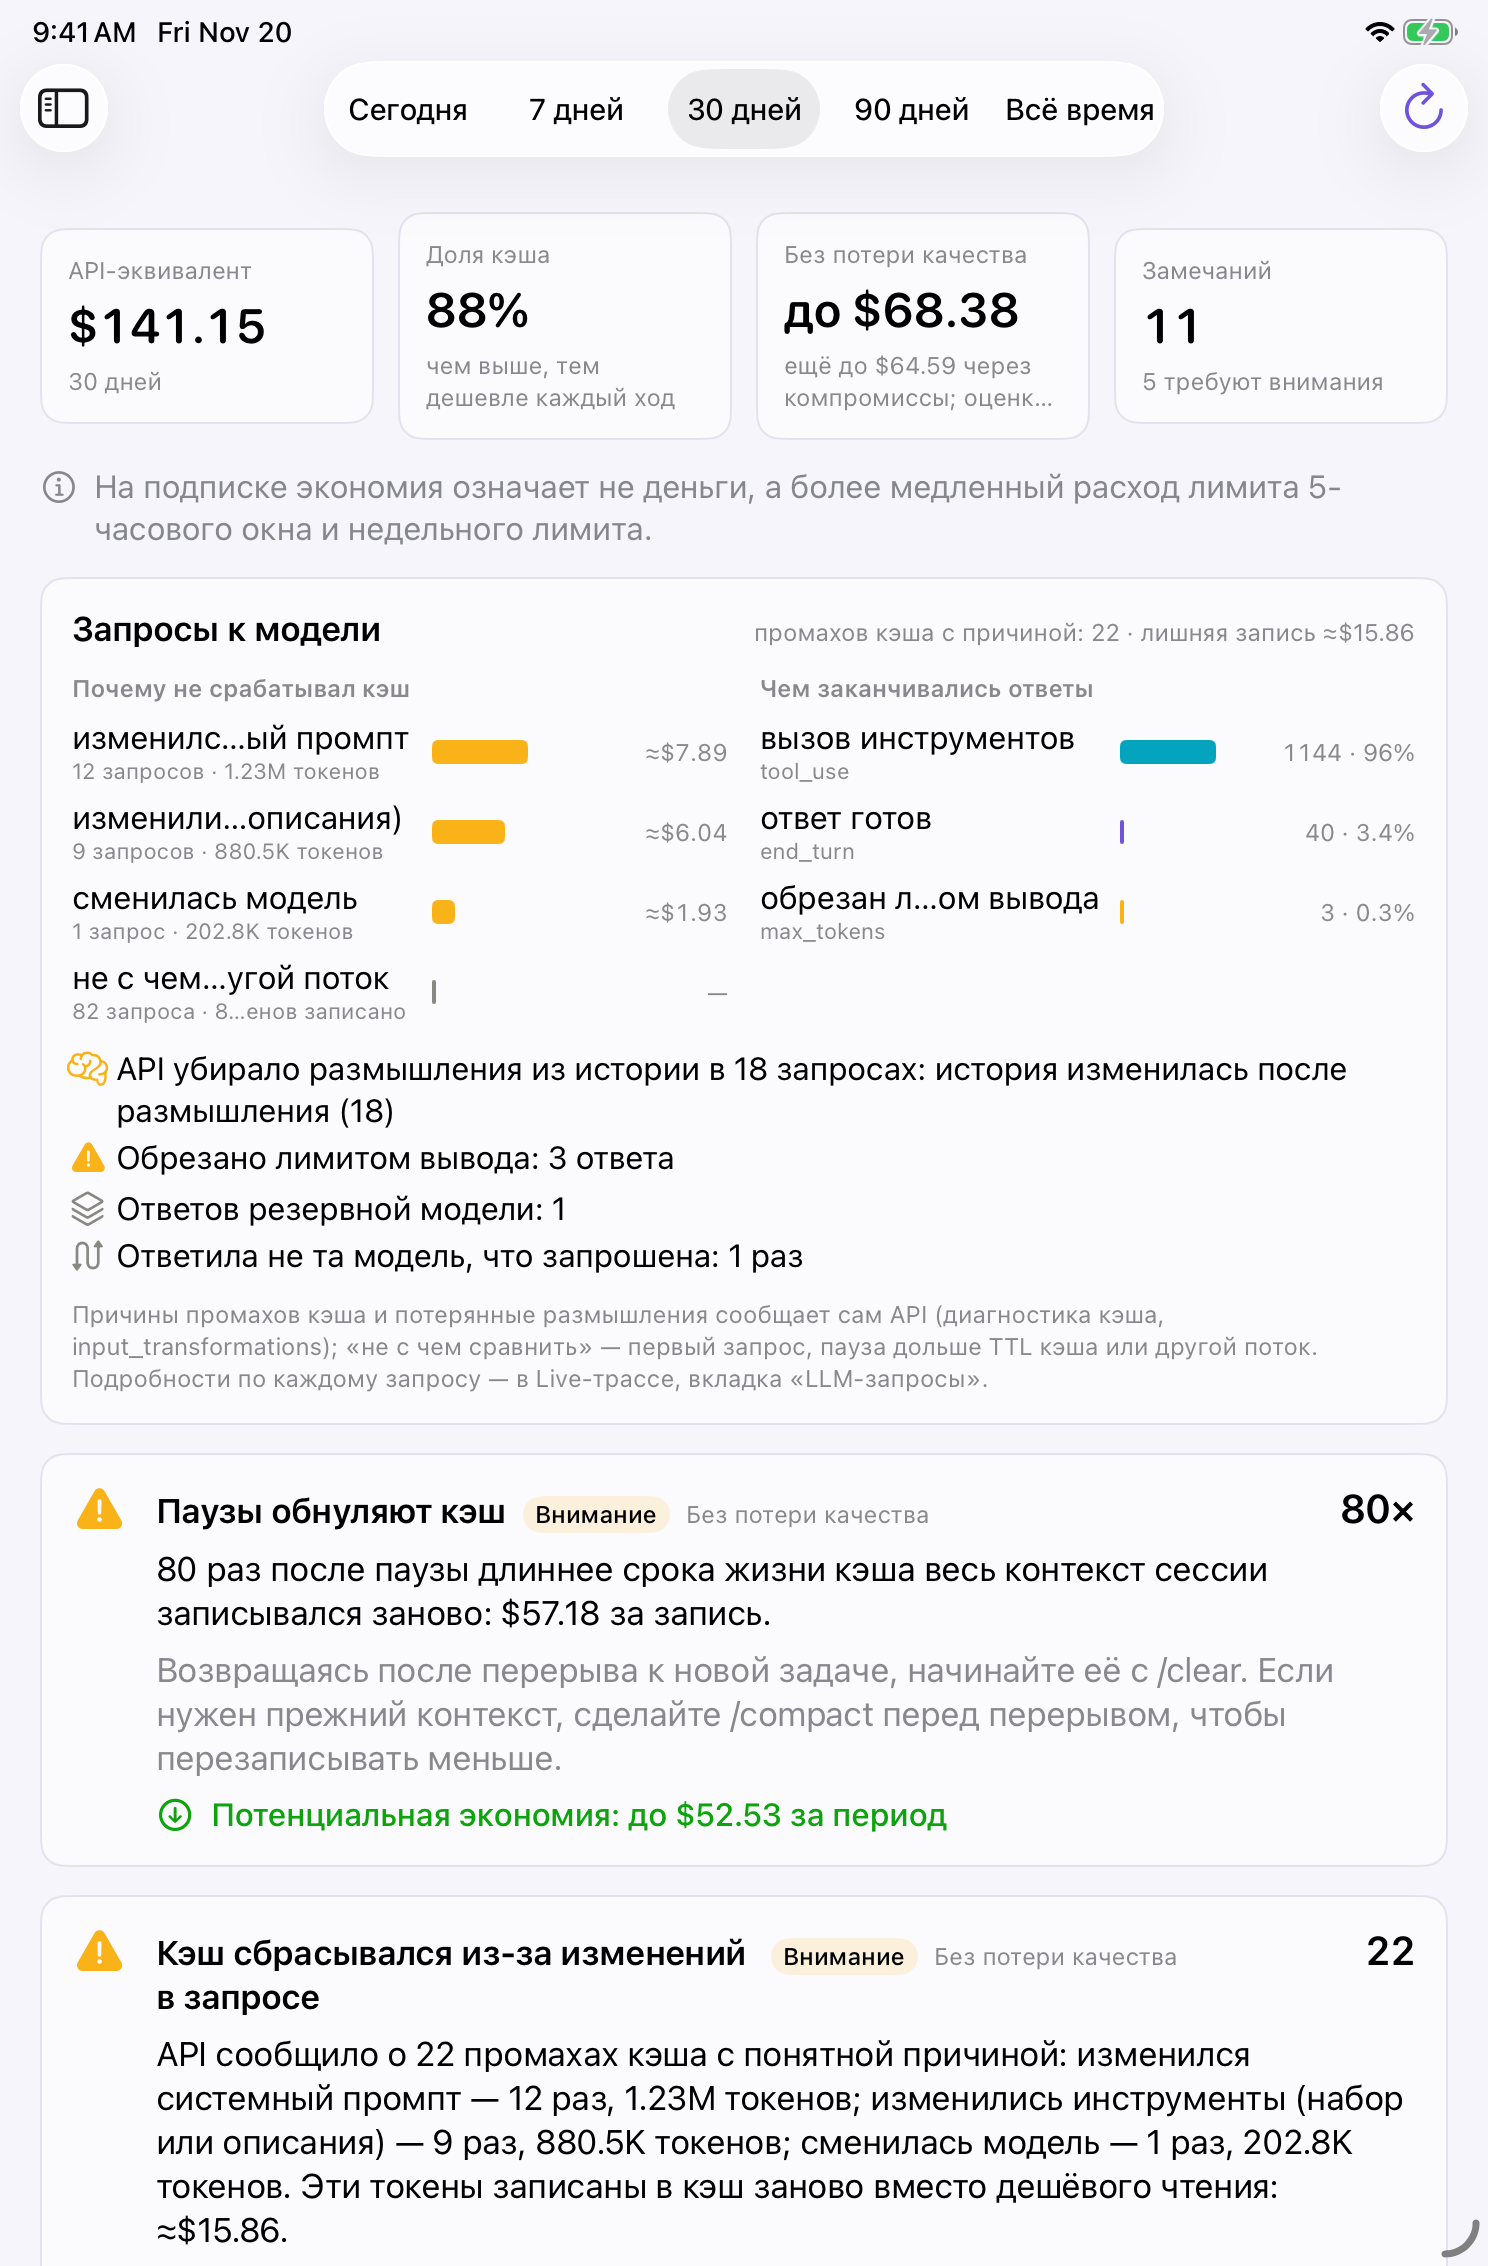 9:41 AM Fri Nov 20
Сегодня 7 дней 30 дней 90 дней Всё время
API-эквивалент
$141.15
30 дней
Доля кэша
88%
чем выше, тем
дешевле каждый ход
Без потери качества
до $68.38
ещё до $64.59 через
компромиссы; оценк...
Замечаний
11
5 требуют внимания
На подписке экономия означает не деньги, а более медленный расход лимита 5-
часового окна и недельного лимита.
Запросы к модели
промахов кэша с причиной: 22 · лишняя запись ≈$15.86
Почему не срабатывал кэш
изменилс...ый промпт ≈$7.89
12 запросов · 1.23M токенов
изменили...описания) ≈$6.04
9 запросов · 880.5K токенов
сменилась модель ≈$1.93
1 запрос · 202.8K токенов
не с чем...угой поток —
82 запроса · 8...енов записано
Чем заканчивались ответы
вызов инструментов 1144 · 96%
tool_use
ответ готов 40 · 3.4%
end_turn
обрезан л...ом вывода 3 · 0.3%
max_tokens
API убирало размышления из истории в 18 запросах: история изменилась после
размышления (18)
Обрезано лимитом вывода: 3 ответа
Ответов резервной модели: 1
Ответила не та модель, что запрошена: 1 раз
Причины промахов кэша и потерянные размышления сообщает сам API (диагностика кэша,
input_transformations); «не с чем сравнить» — первый запрос, пауза дольше TTL кэша или другой поток.
Подробности по каждому запросу — в Live-трассе, вкладка «LLM-запросы».
Паузы обнуляют кэш Внимание Без потери качества 80×
80 раз после паузы длиннее срока жизни кэша весь контекст сессии
записывался заново: $57.18 за запись.
Возвращаясь после перерыва к новой задаче, начинайте её с /clear. Если
нужен прежний контекст, сделайте /compact перед перерывом, чтобы
перезаписывать меньше.
Потенциальная экономия: до $52.53 за период
Кэш сбрасывался из-за изменений Внимание Без потери качества 22
в запросе
API сообщило о 22 промахах кэша с понятной причиной: изменился
системный промпт — 12 раз, 1.23M токенов; изменились инструменты (набор
или описания) — 9 раз, 880.5K токенов; сменилась модель — 1 раз, 202.8K
токенов. Эти токены записаны в кэш заново вместо дешёвого чтения:
≈$15.86.